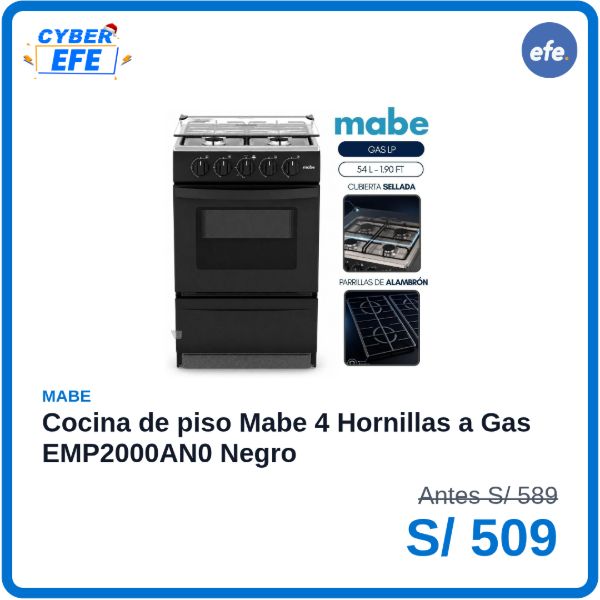 CYBER
EFE
efe.
mabe
GAS LP
54 L - 1.90 FT
CUBIERTA SELLADA
PARRILLAS DE ALAMBRÓN
mabe
MABE
Cocina de piso Mabe 4 Hornillas a Gas
EMP2000AN0 Negro
Antes S/ 589
S/ 509